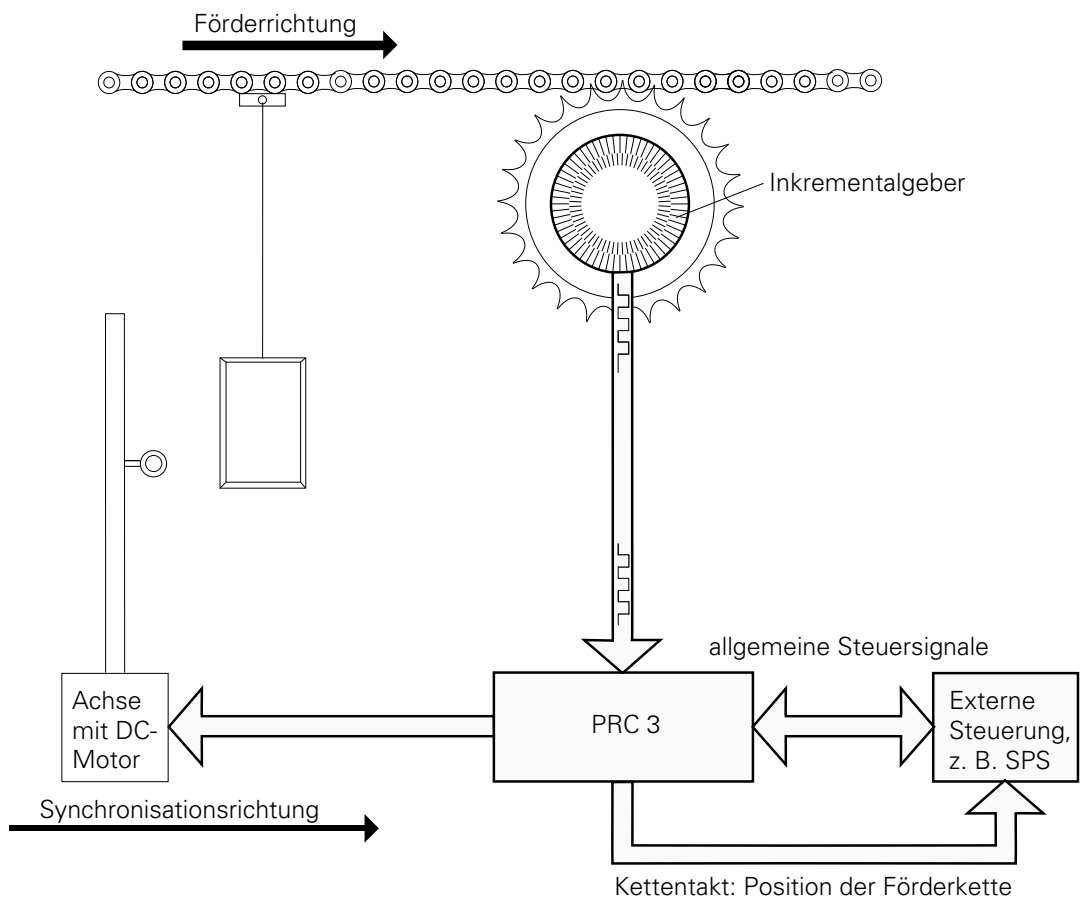 Förderrichtung
Inkrementalgeber
allgemeine Steuersignale
Achse
mit DC-
Motor
PRC 3
Externe
Steuerung,
z. B. SPS
Synchronisationsrichtung
Kettentakt: Position der Förderkette